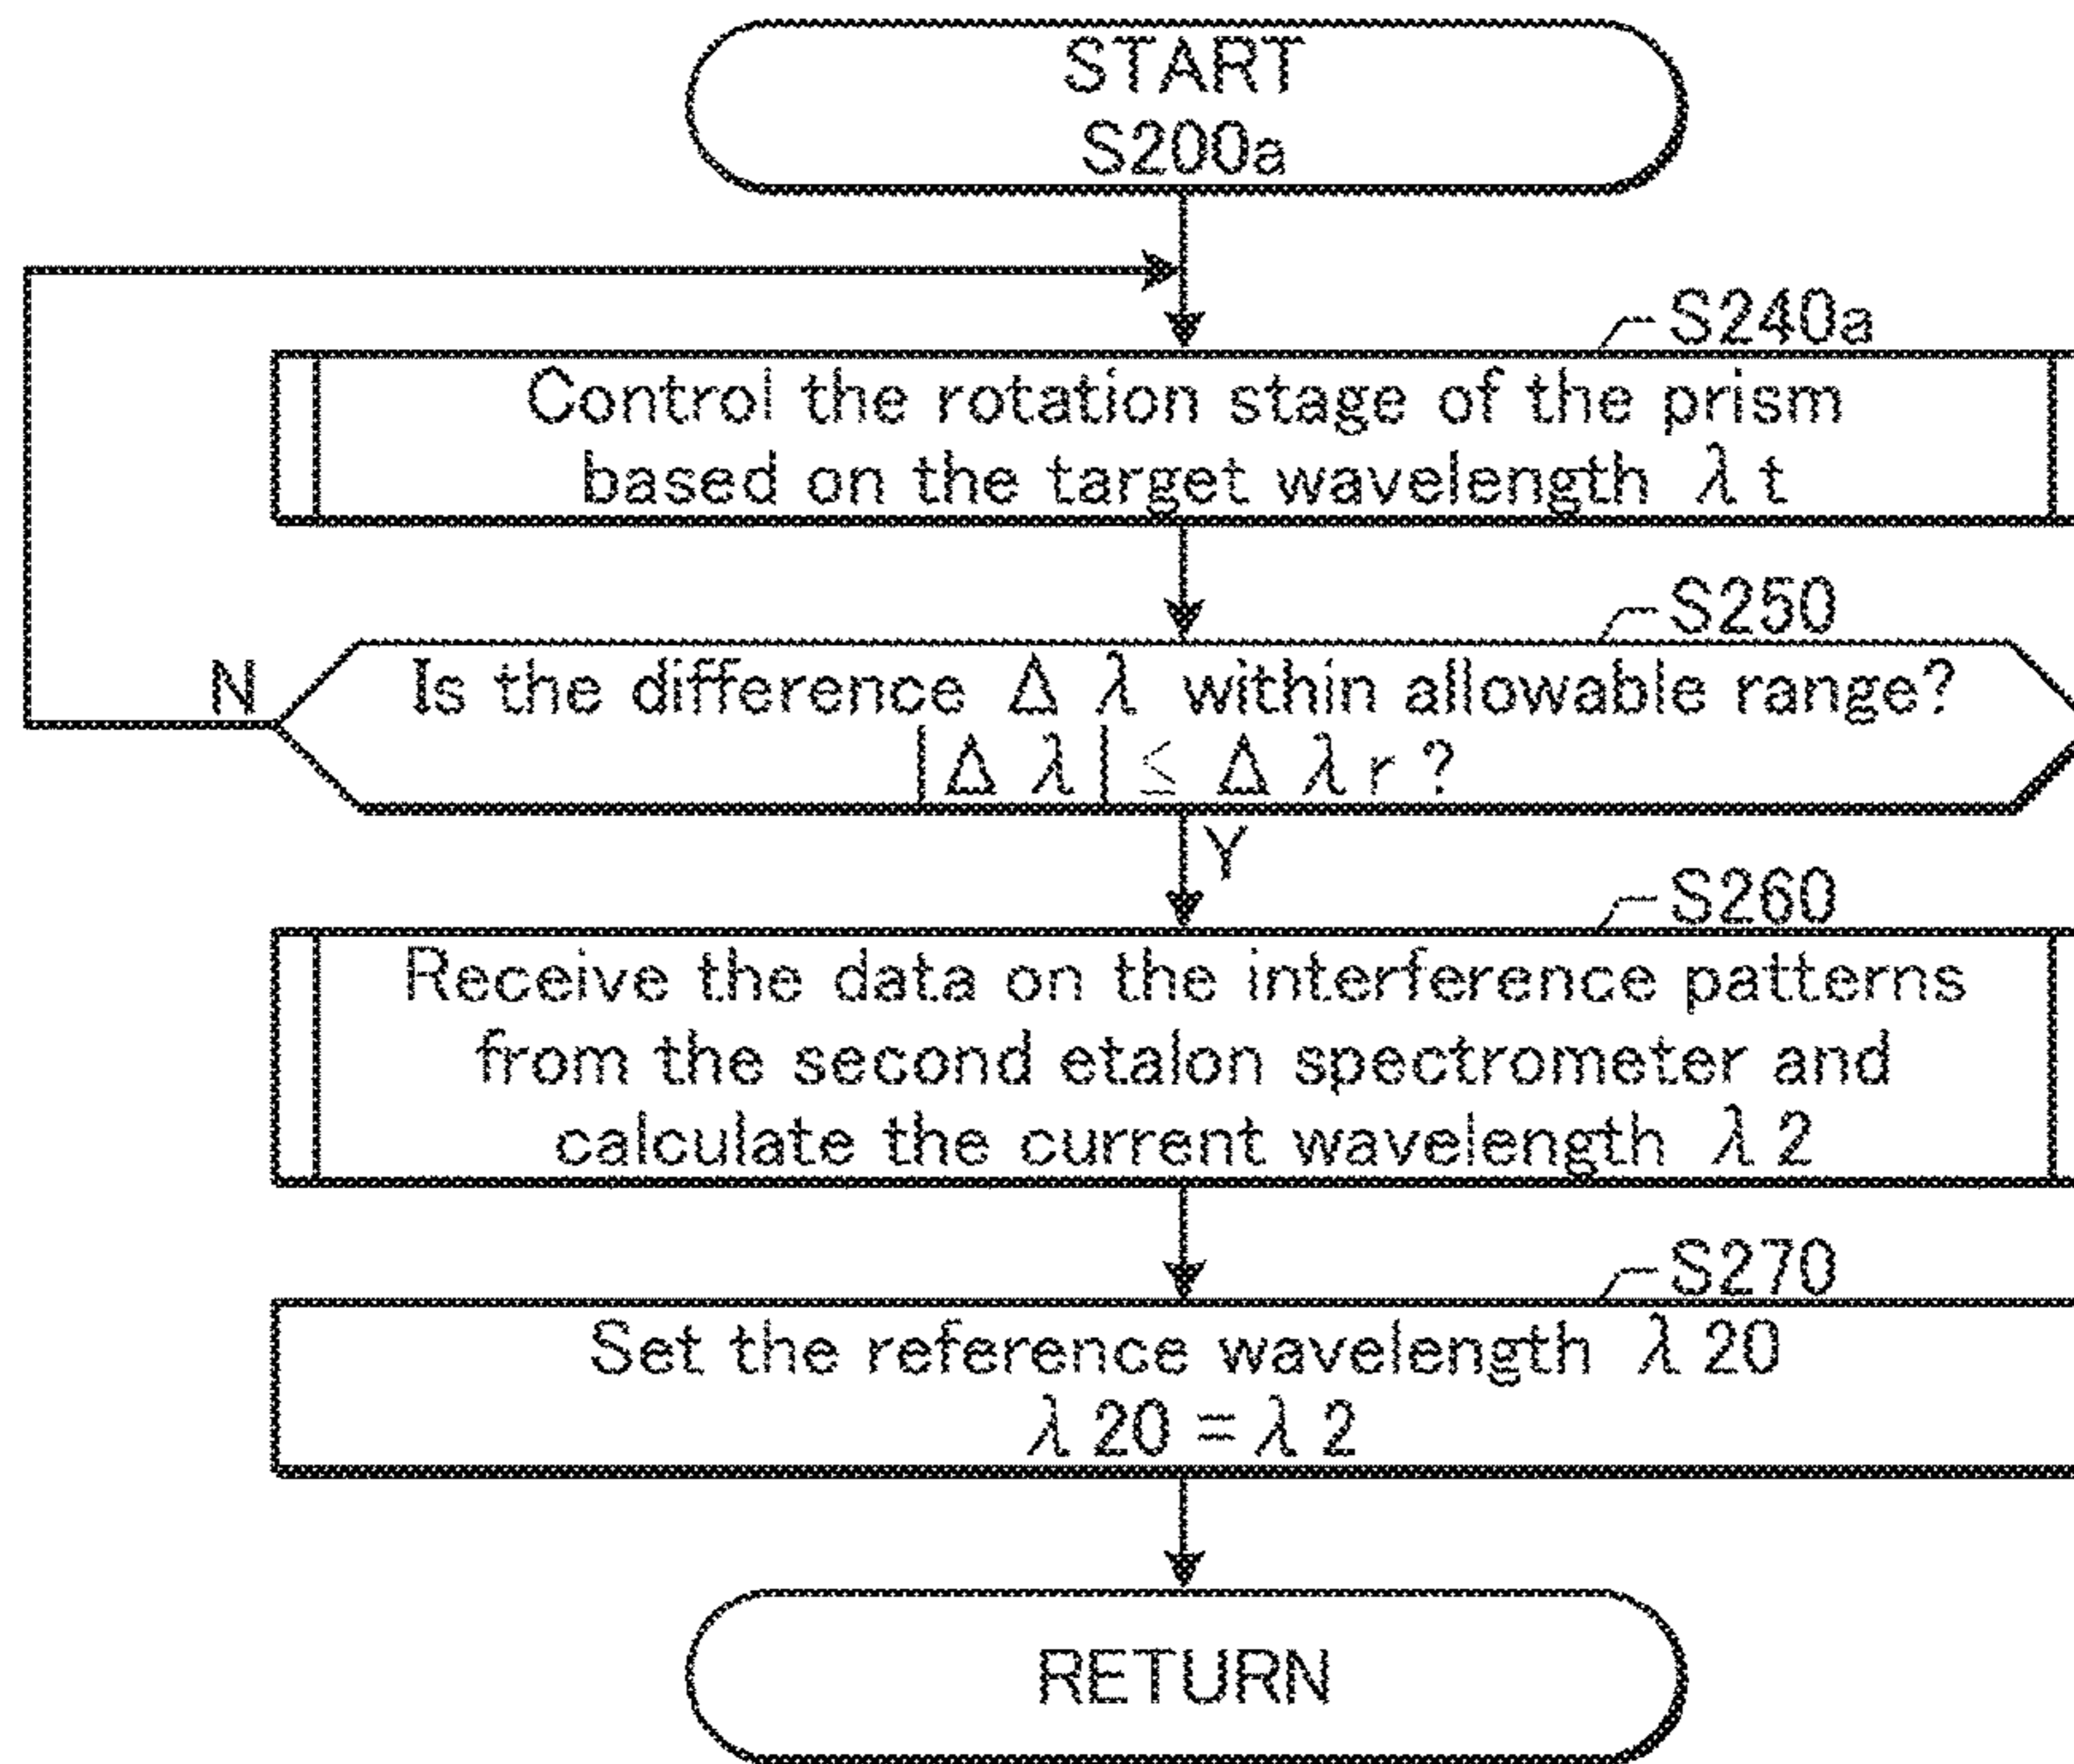 START
S200a
S240a
Control the rotation stage of the prism
based on the target wavelength λt
S250
N
Is the difference Δλ within allowable range?
|Δλ| ≤ Δλr?
Y
S260
Receive the data on the interference patterns
from the second etalon spectrometer and
calculate the current wavelength λ2
S270
Set the reference wavelength λ20
λ20=λ2
RETURN